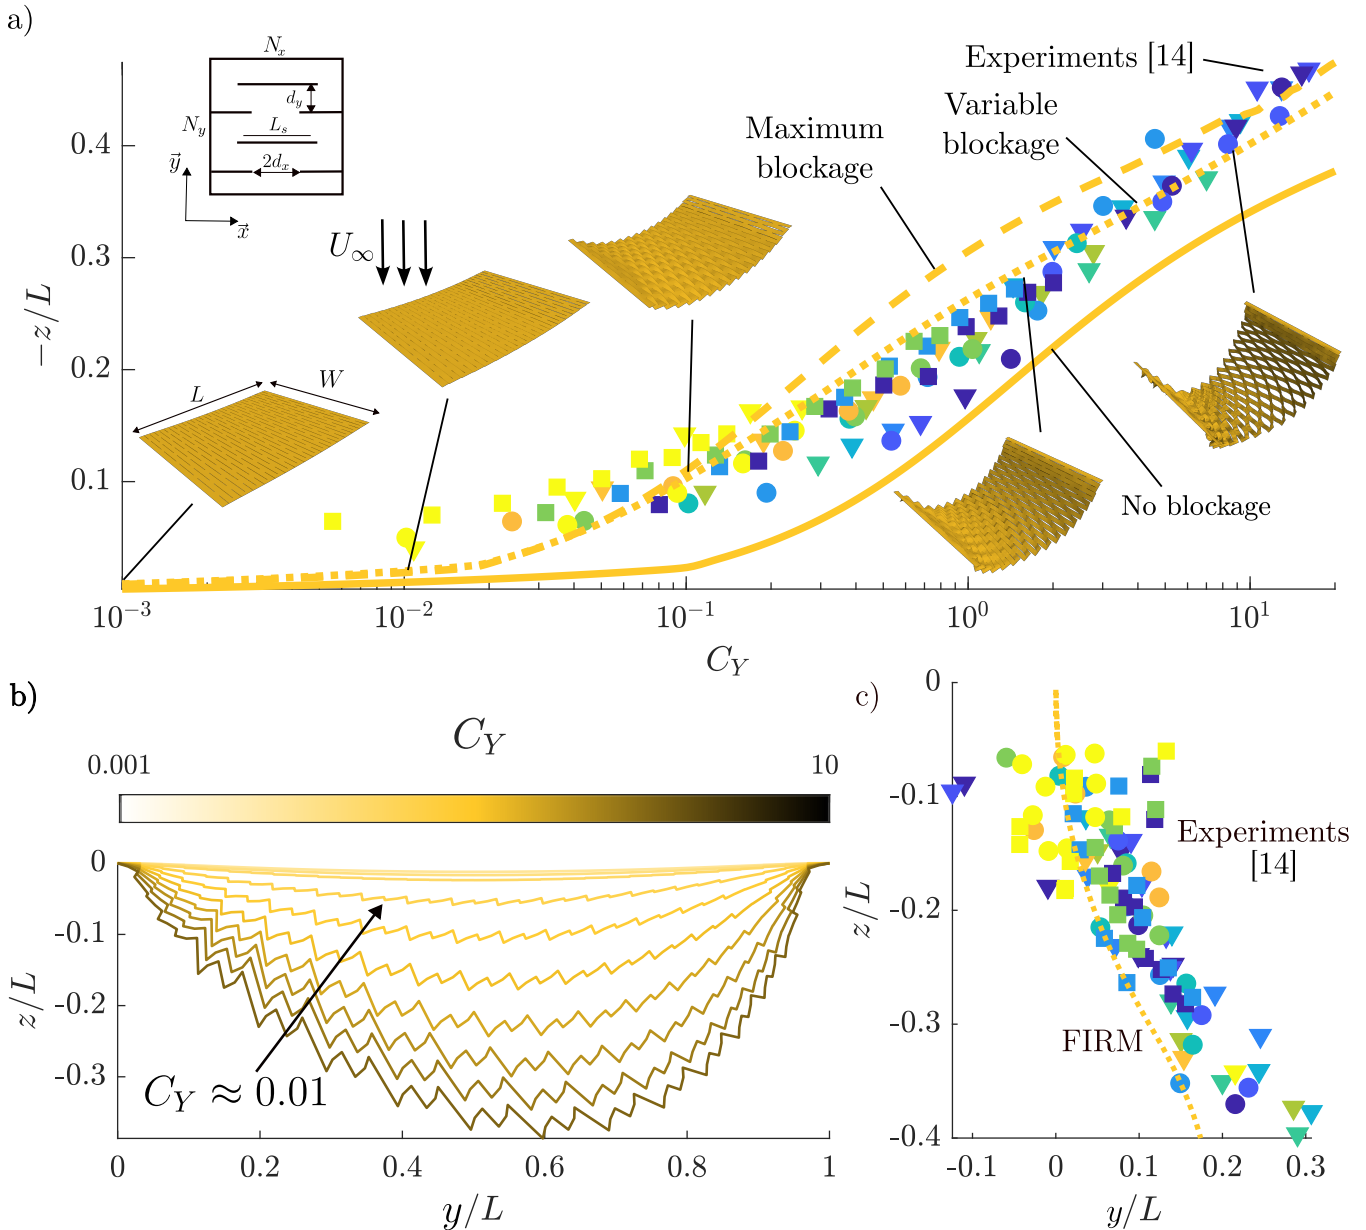 a)
N_x
d_y
N_y
L_s
2d_x
\vec{y}
\vec{x}
U_∞
Experiments [14]
Variable
blockage
Maximum
blockage
No blockage
L
W
−z/L
0.4
0.3
0.2
0.1
10^{−3}
10^{−2}
10^{−1}
10^{0}
10^{1}
C_Y
b)
C_Y
0.001
10
z/L
0
-0.1
-0.2
-0.3
C_Y ≈ 0.01
0
0.2
0.4
0.6
0.8
1
y/L
c)
z/L
0
-0.1
-0.2
-0.3
-0.4
Experiments
[14]
FIRM
-0.1
0
0.1
0.2
0.3
y/L